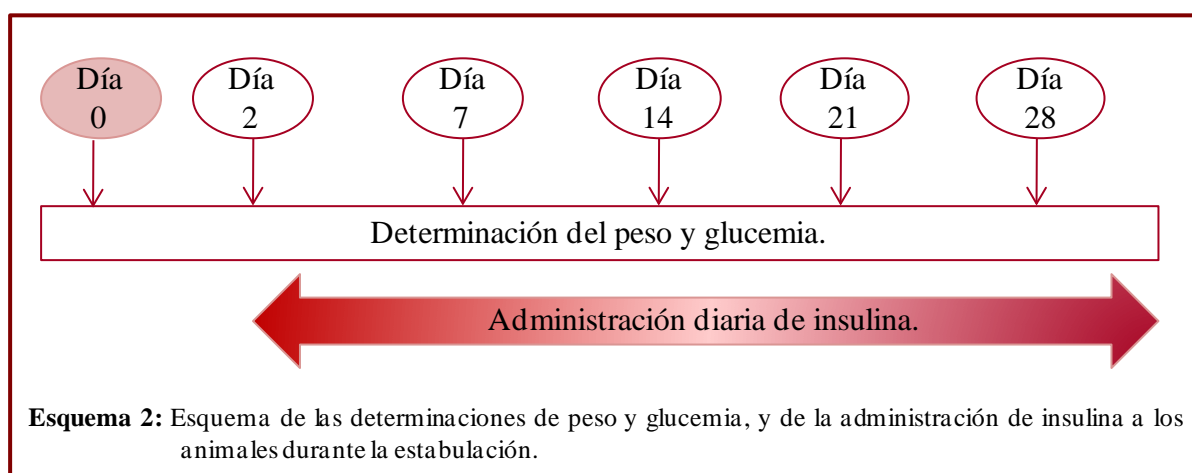 Día Día Día Día Día Día
0 2 7 14 21 28
Determinación del peso y glucemia.
Administración diaria de insulina.
Esquema 2: Esquema de las determinaciones de peso y glucemia, y de la administración de insulina a los
animales durante la estabulación.